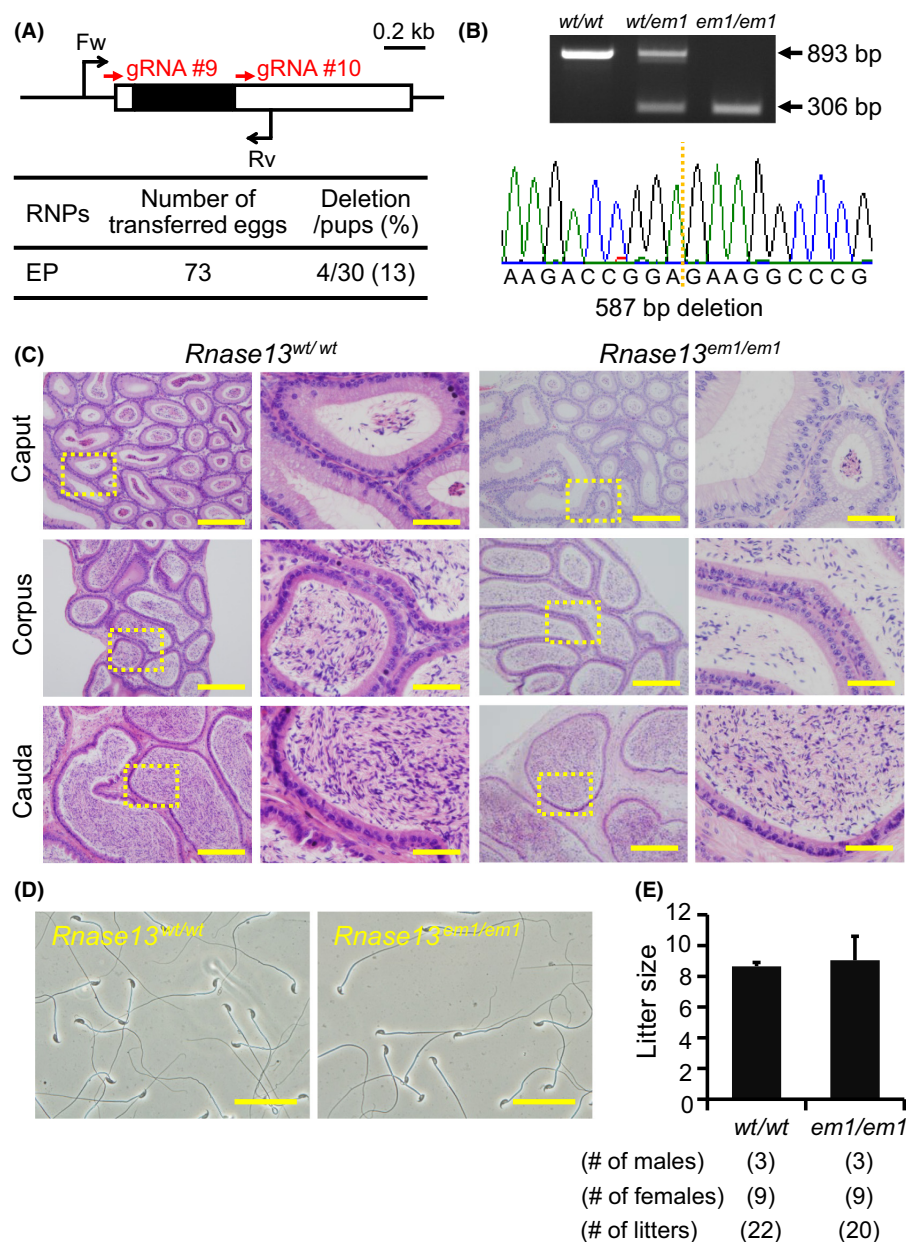 (A)
0.2 kb
Fw
gRNA #9
gRNA #10
Rv
RNPs
Number of
transferred eggs
Deletion
/pups (%)
EP
73
4/30 (13)
(B)
wt/wt
wt/em1
em1/em1
893 bp
306 bp
A A G A C C G G A G A A G G C C C G
587 bp deletion
(C)
Rnase13wt/wt
Rnase13em1/em1
Caput
Corpus
Cauda
(D)
Rnase13wt/wt
Rnase13em1/em1
(E)
Litter size
12
10
8
6
4
2
0
wt/wt
em1/em1
(# of males)
(3)
(3)
(# of females)
(9)
(9)
(# of litters)
(22)
(20)